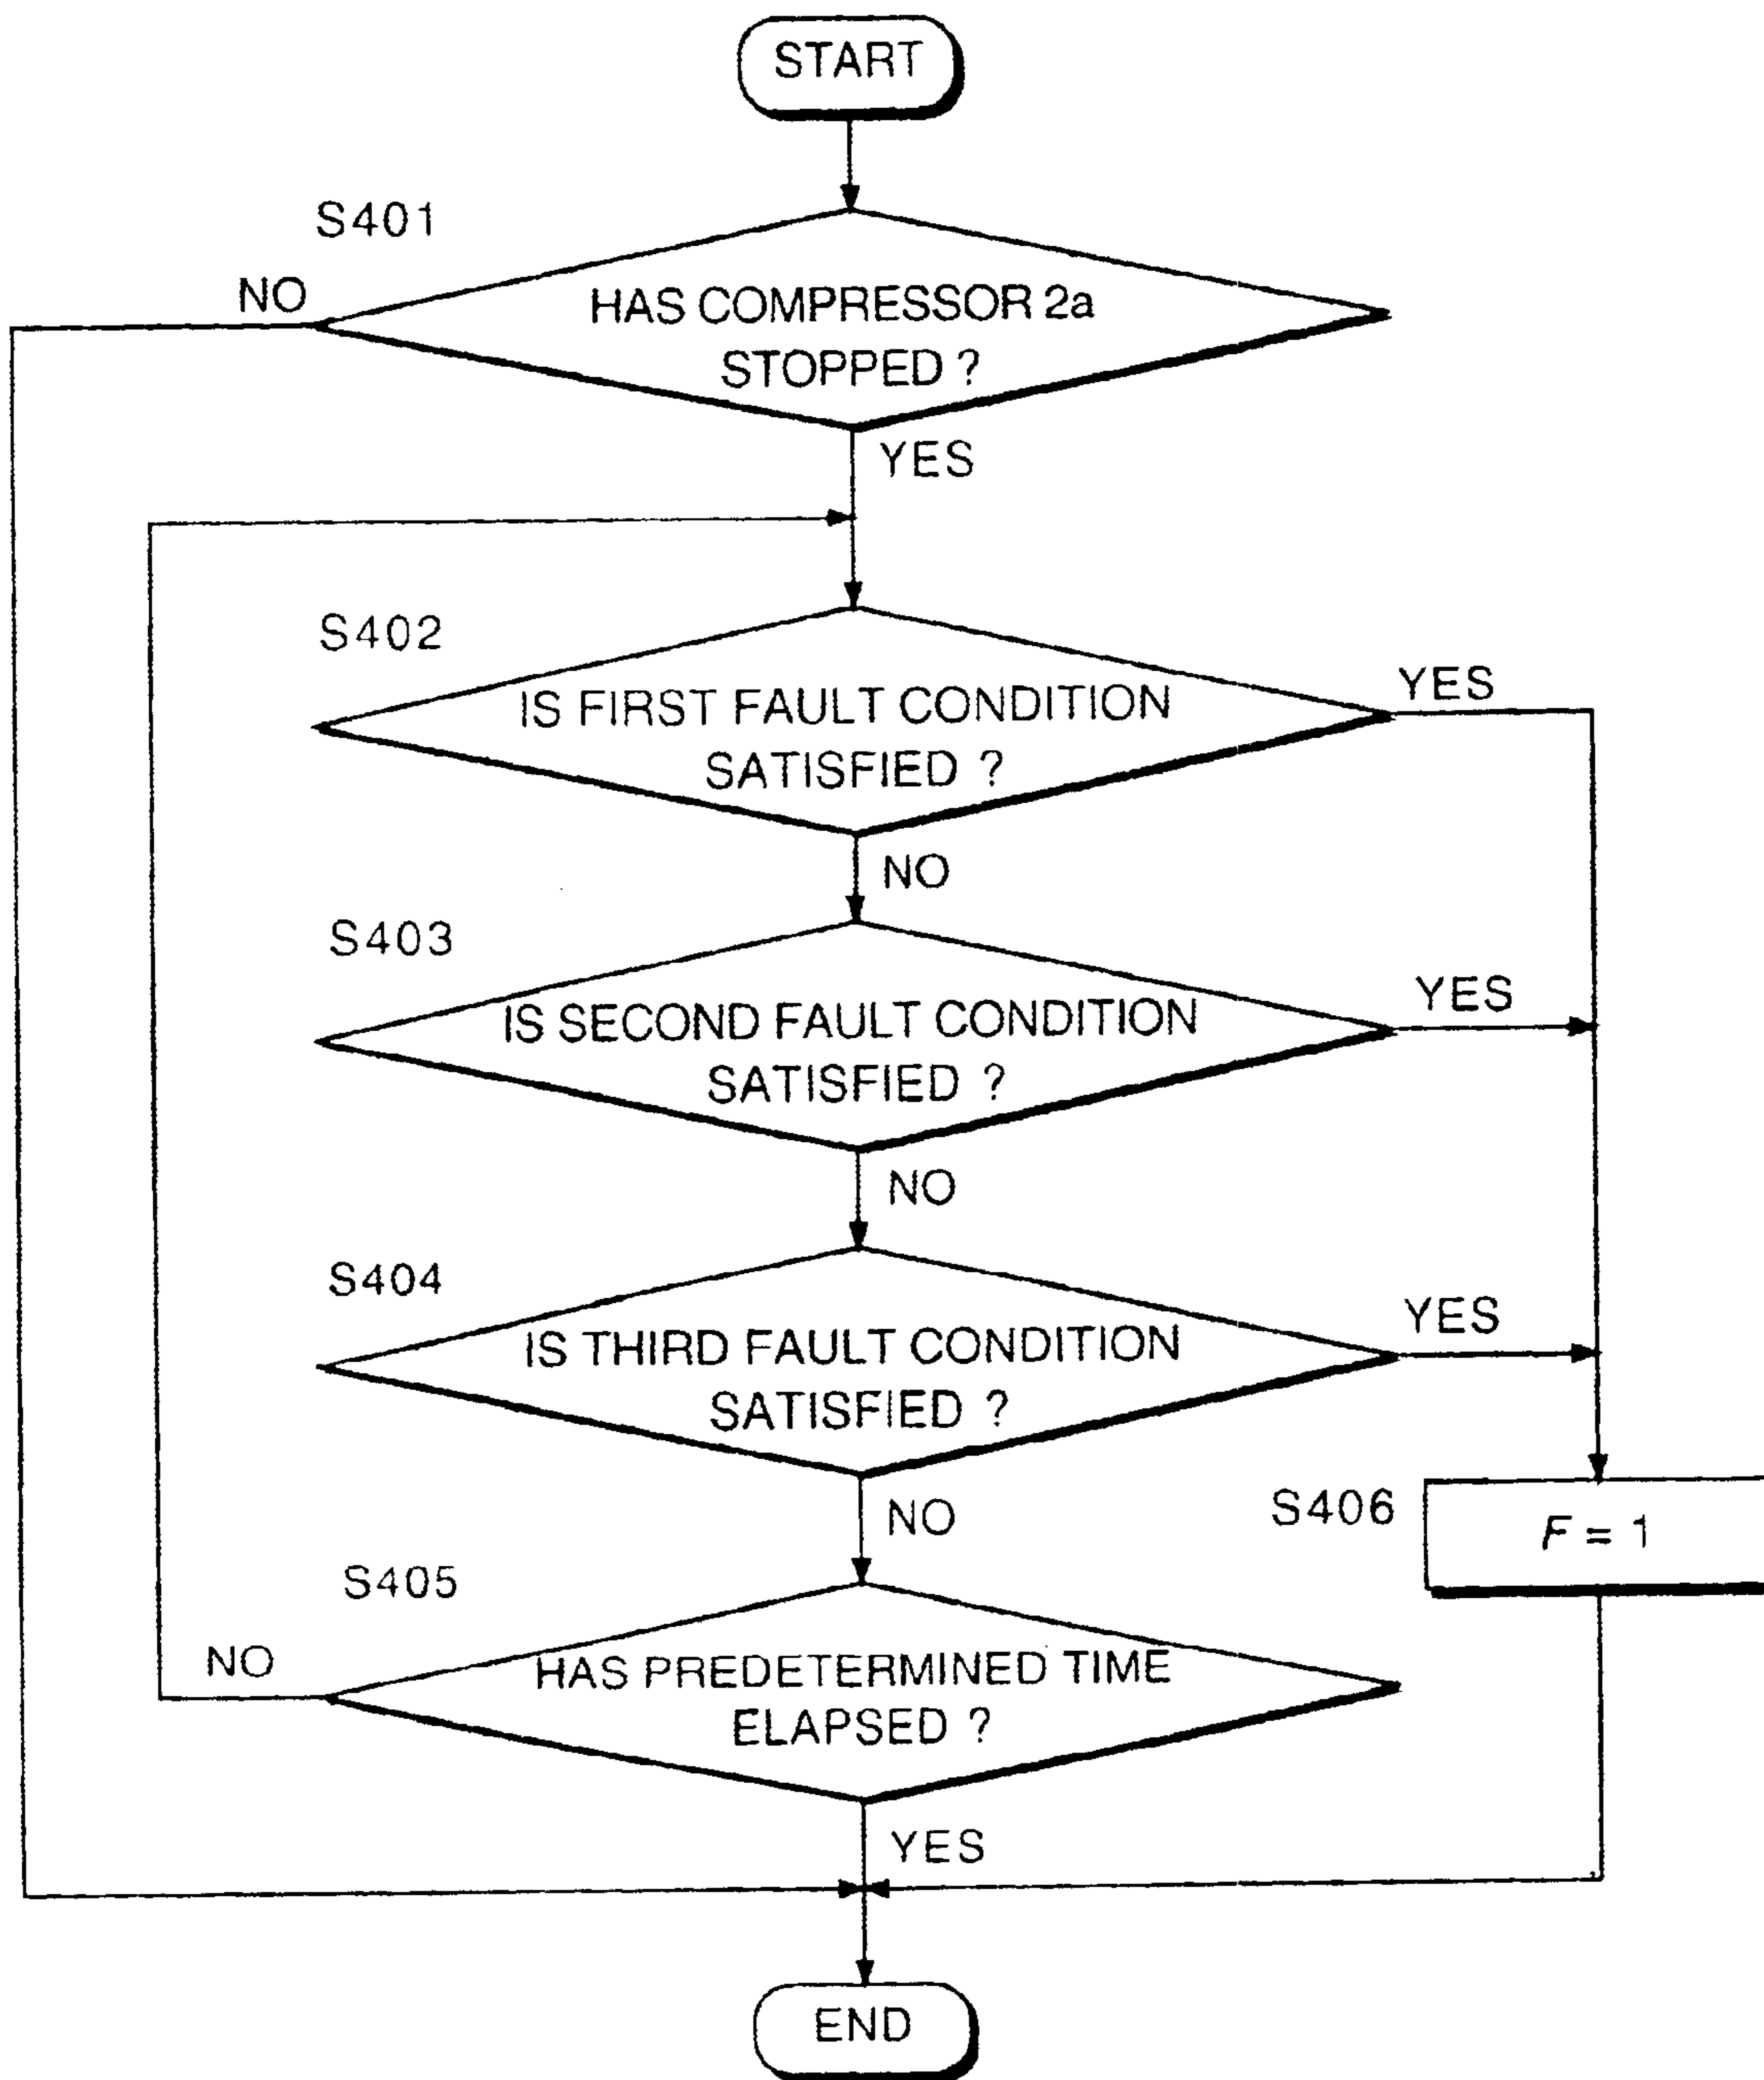 START
S401
NO
HAS COMPRESSOR 2a
STOPPED ?
YES
S402
YES
IS FIRST FAULT CONDITION
SATISFIED ?
NO
S403
YES
IS SECOND FAULT CONDITION
SATISFIED ?
NO
S404
YES
IS THIRD FAULT CONDITION
SATISFIED ?
NO
S406
F = 1
S405
NO
HAS PREDETERMINED TIME
ELAPSED ?
YES
END